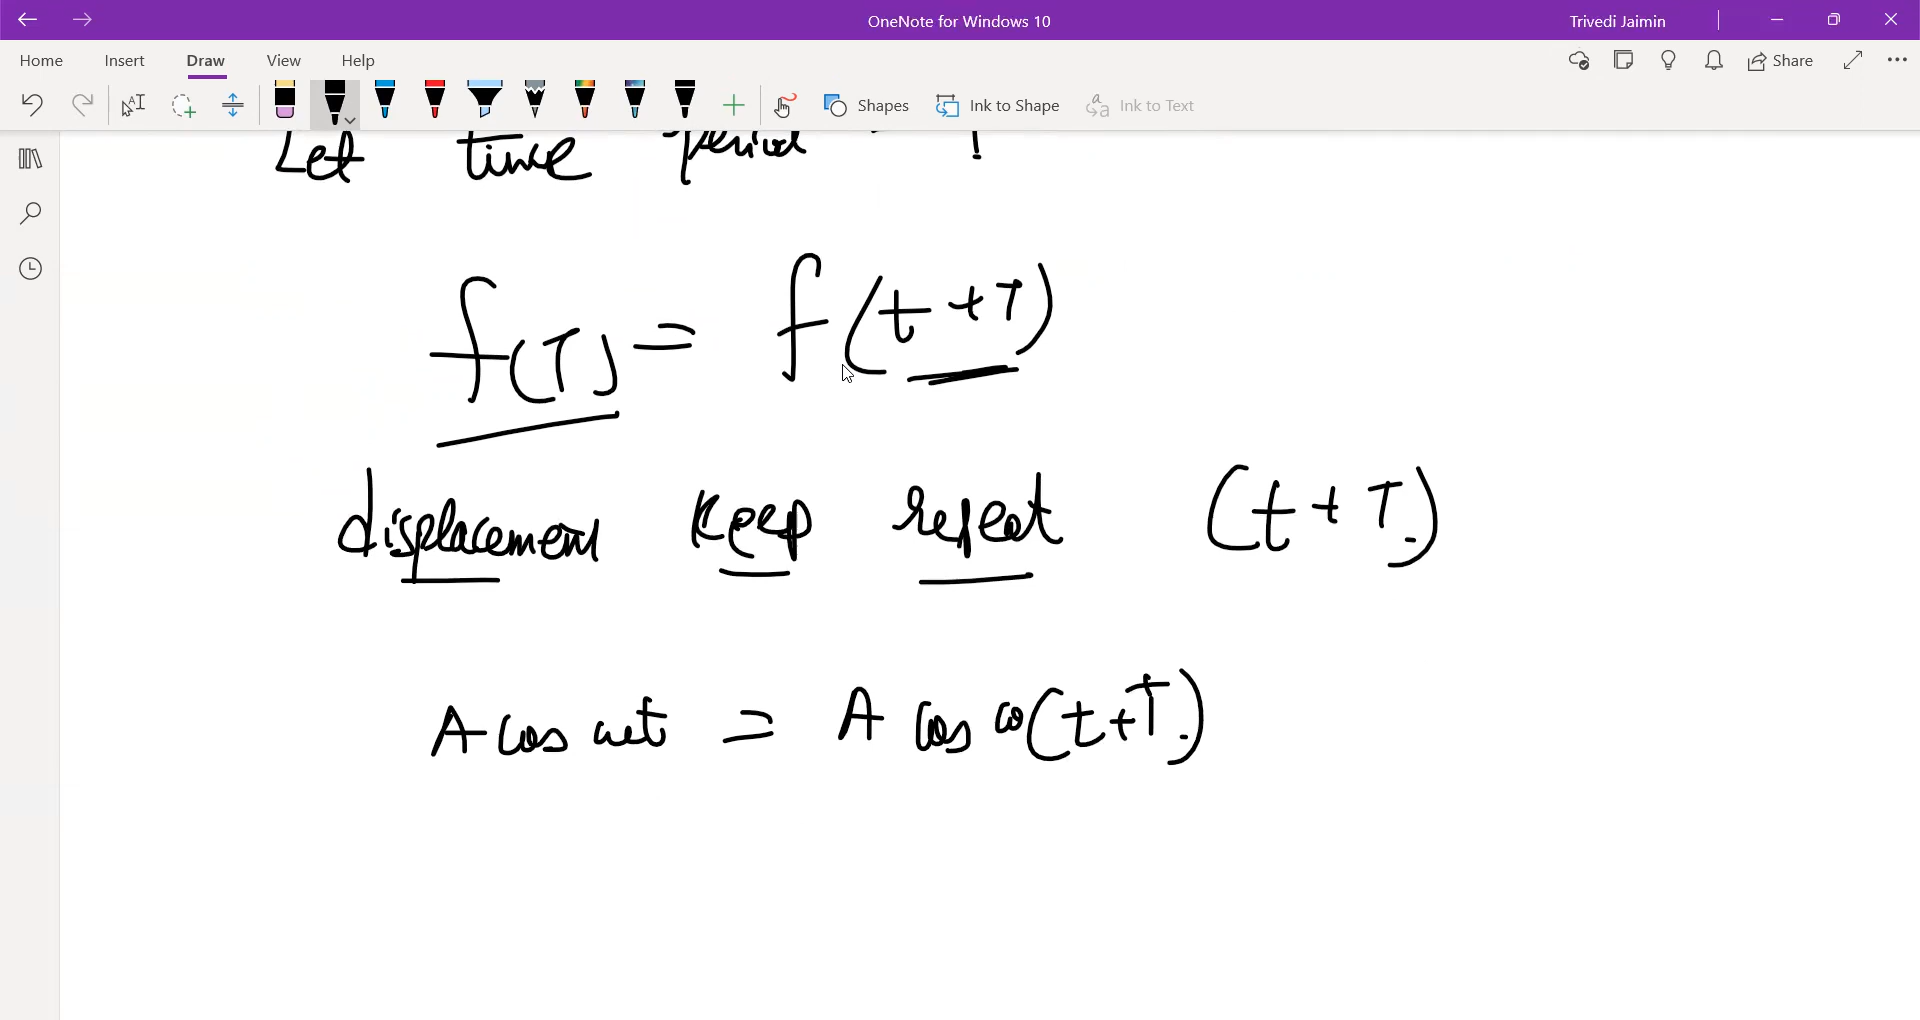 OneNote for Windows 10
Trivedi Jaimin
Home Insert Draw View Help
Share
Shapes Ink to Shape Ink to Text
Let time period = T
f(T) = f(t+T)
displacement keep repeat (t+T)
A cos ωt = A cos ω(t+T)